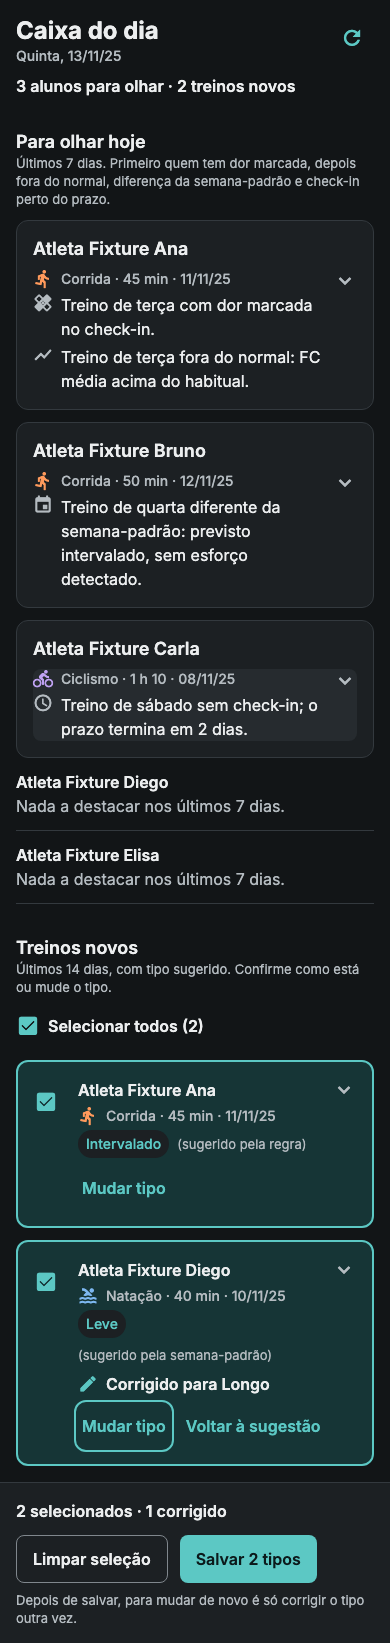 Caixa do dia
Quinta, 13/11/25
3 alunos para olhar · 2 treinos novos
Para olhar hoje
Últimos 7 dias. Primeiro quem tem dor marcada, depois
fora do normal, diferença da semana-padrão e check-in
perto do prazo.
Atleta Fixture Ana
Corrida · 45 min · 11/11/25
Treino de terça com dor marcada
no check-in.
Treino de terça fora do normal: FC
média acima do habitual.
Atleta Fixture Bruno
Corrida · 50 min · 12/11/25
Treino de quarta diferente da
semana-padrão: previsto
intervalado, sem esforço
detectado.
Atleta Fixture Carla
Ciclismo · 1 h 10 · 08/11/25
Treino de sábado sem check-in; o
prazo termina em 2 dias.
Atleta Fixture Diego
Nada a destacar nos últimos 7 dias.
Atleta Fixture Elisa
Nada a destacar nos últimos 7 dias.
Treinos novos
Últimos 14 dias, com tipo sugerido. Confirme como está
ou mude o tipo.
Selecionar todos (2)
Atleta Fixture Ana
Corrida · 45 min · 11/11/25
Intervalado (sugerido pela regra)
Mudar tipo
Atleta Fixture Diego
Natação · 40 min · 10/11/25
Leve
(sugerido pela semana-padrão)
Corrigido para Longo
Mudar tipo Voltar à sugestão
2 selecionados · 1 corrigido
Limpar seleção Salvar 2 tipos
Depois de salvar, para mudar de novo é só corrigir o tipo
outra vez.